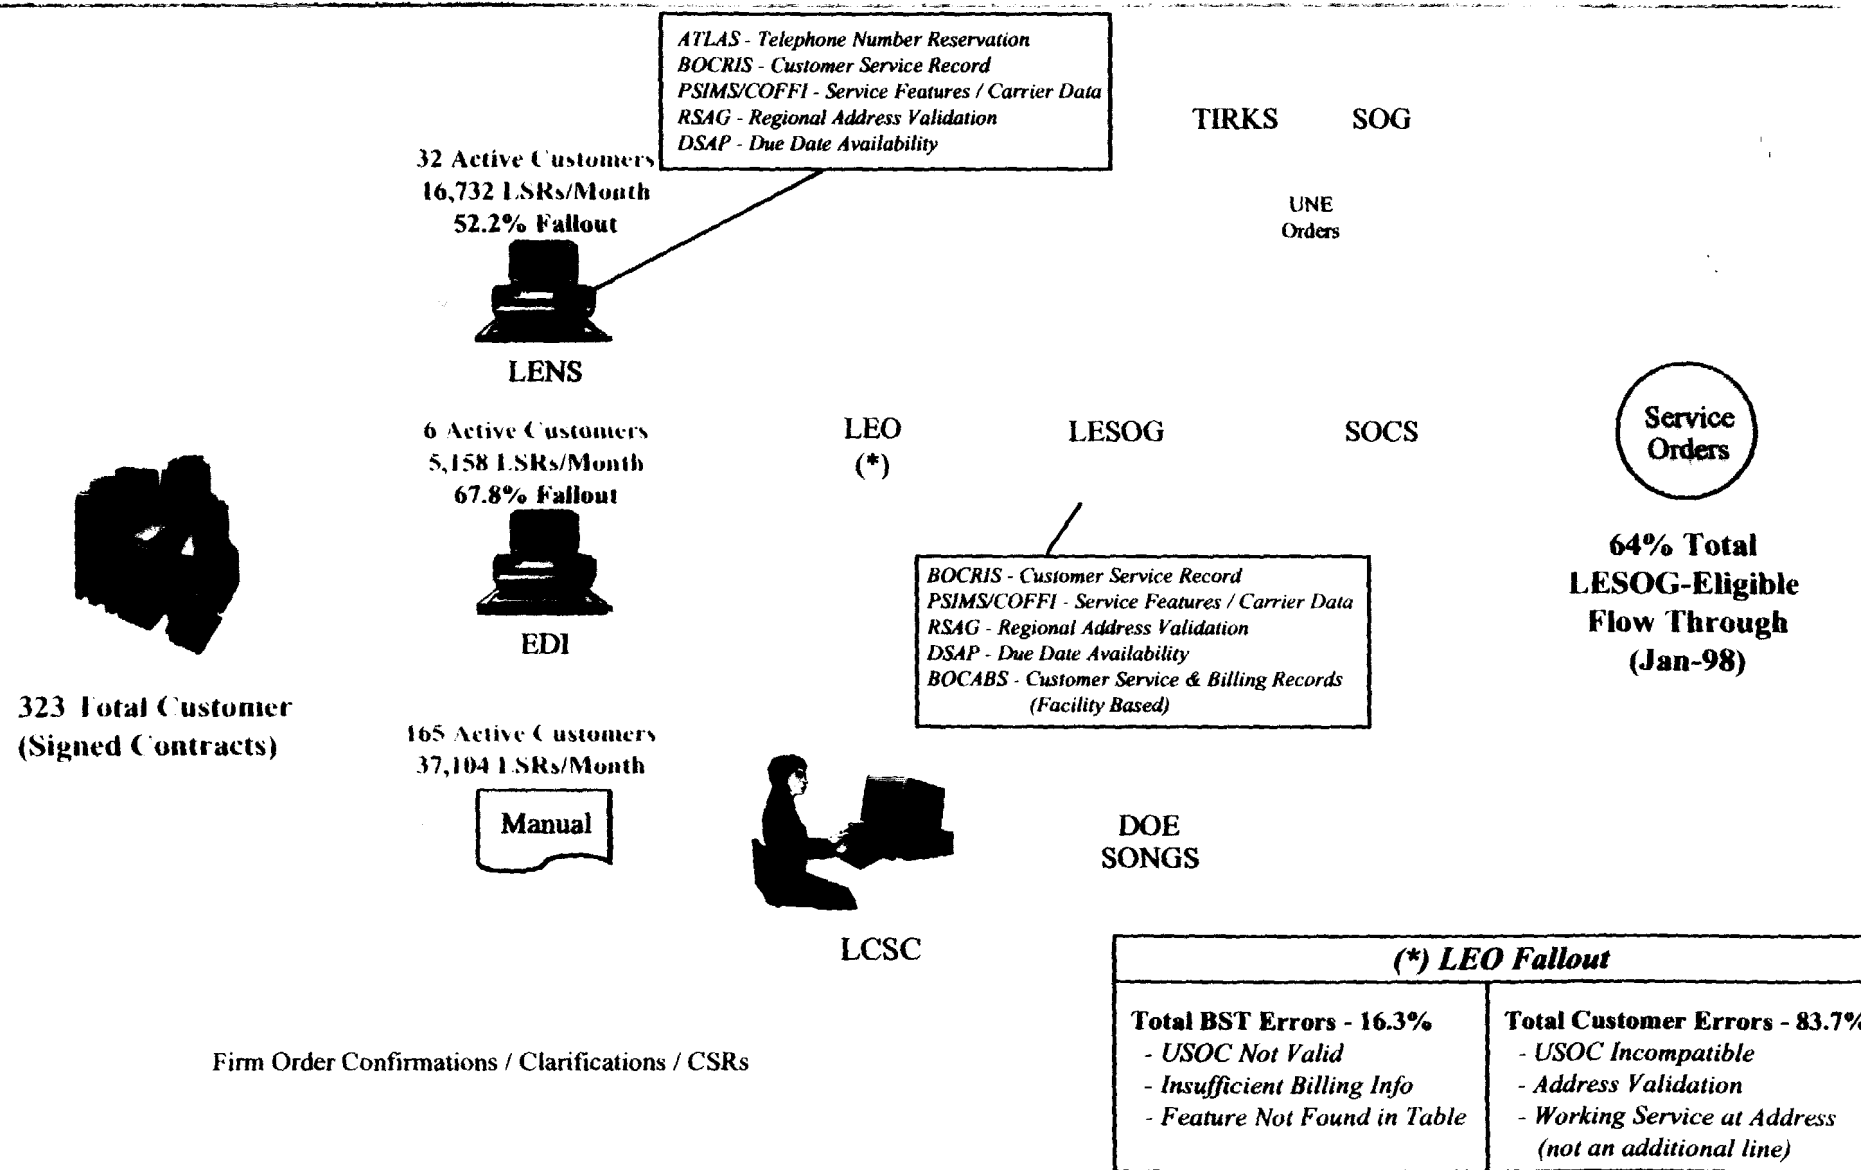 ATLAS - Telephone Number Reservation
BOCRIS - Customer Service Record
PSIMS/COFFI - Service Features / Carrier Data
RSAG - Regional Address Validation
DSAP - Due Date Availability
TIRKS
SOG
UNE
Orders
32 Active Customers
16,732 LSRs/Month
52.2% Fallout
LENS
6 Active Customers
5,158 LSRs/Month
67.8% Fallout
EDI
LEO
(*)
LESOG
SOCS
Service
Orders
64% Total
LESOG-Eligible
Flow Through
(Jan-98)
BOCRIS - Customer Service Record
PSIMS/COFFI - Service Features / Carrier Data
RSAG - Regional Address Validation
DSAP - Due Date Availability
BOCABS - Customer Service & Billing Records
(Facility Based)
323 Total Customer
(Signed Contracts)
165 Active Customers
37,104 LSRs/Month
Manual
LCSC
DOE
SONGS
Firm Order Confirmations / Clarifications / CSRs
(*) LEO Fallout
Total BST Errors - 16.3%
- USOC Not Valid
- Insufficient Billing Info
- Feature Not Found in Table
Total Customer Errors - 83.7%
- USOC Incompatible
- Address Validation
- Working Service at Address
(not an additional line)